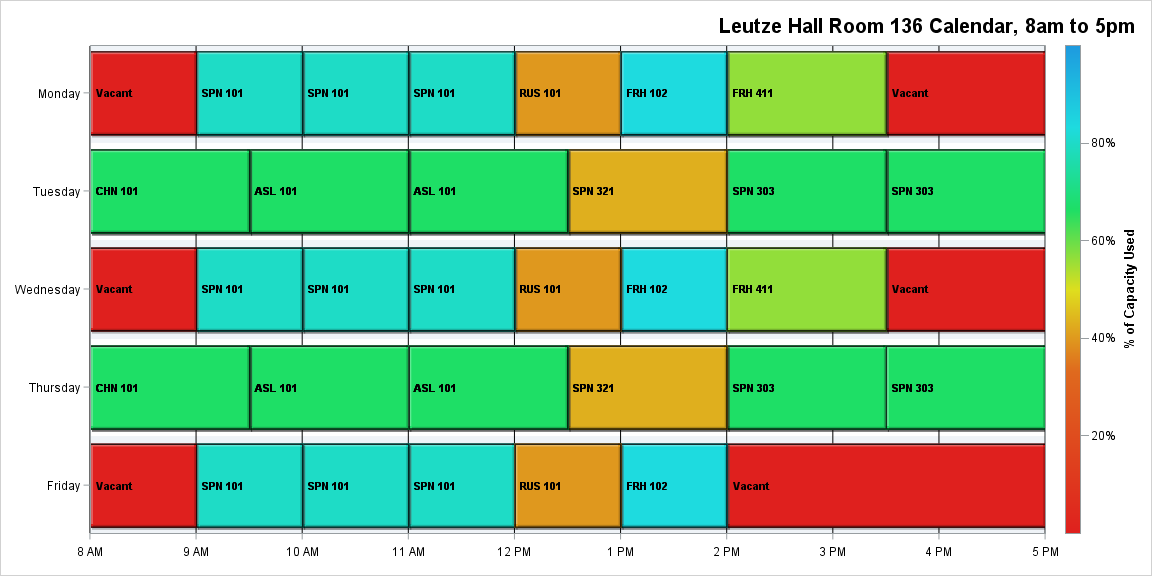 Leutze Hall Room 136 Calendar, 8am to 5pm
Monday
Vacant
SPN 101
SPN 101
SPN 101
RUS 101
FRH 102
FRH 411
Vacant
Tuesday
CHN 101
ASL 101
ASL 101
SPN 321
SPN 303
SPN 303
Wednesday
Vacant
SPN 101
SPN 101
SPN 101
RUS 101
FRH 102
FRH 411
Vacant
Thursday
CHN 101
ASL 101
ASL 101
SPN 321
SPN 303
SPN 303
Friday
Vacant
SPN 101
SPN 101
SPN 101
RUS 101
FRH 102
Vacant
8 AM
9 AM
10 AM
11 AM
12 PM
1 PM
2 PM
3 PM
4 PM
5 PM
80%
60%
40%
20%
% of Capacity Used